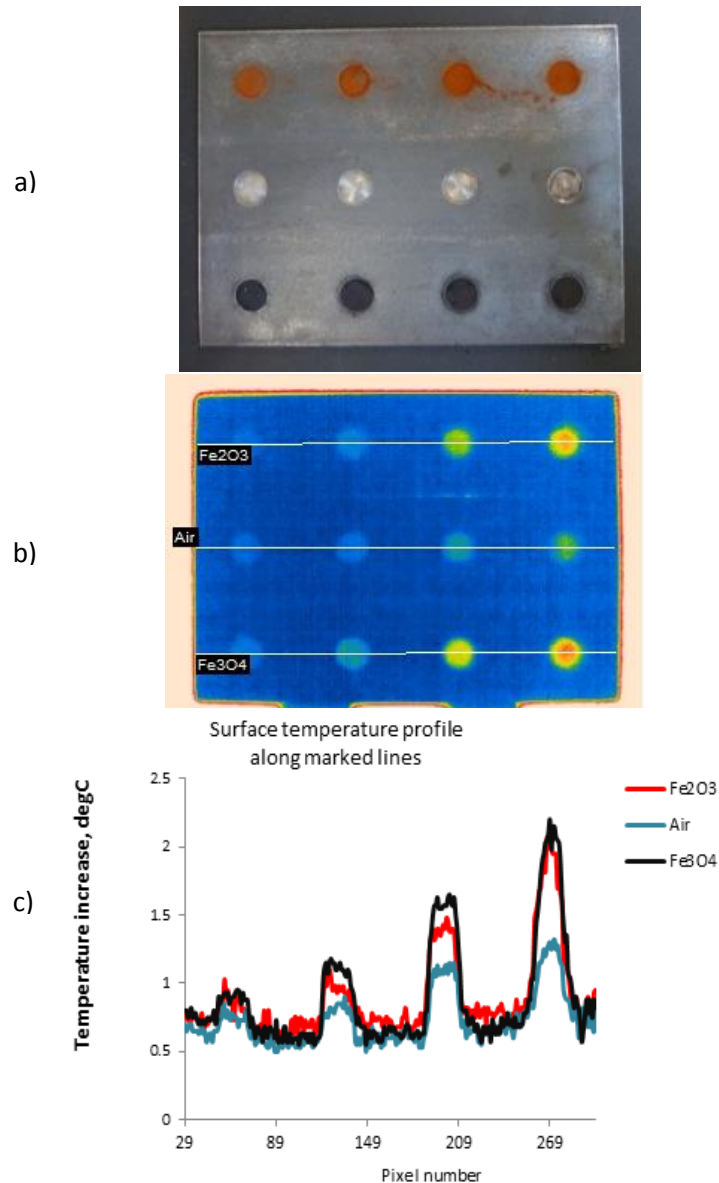 a)
b)
Fe2O3
Air
Fe3O4
Surface temperature profile
along marked lines
c)
Temperature increase, degC
2.5
2
1.5
1
0.5
0
29 89 149 209 269
Pixel number
Fe2O3
Air
Fe3O4